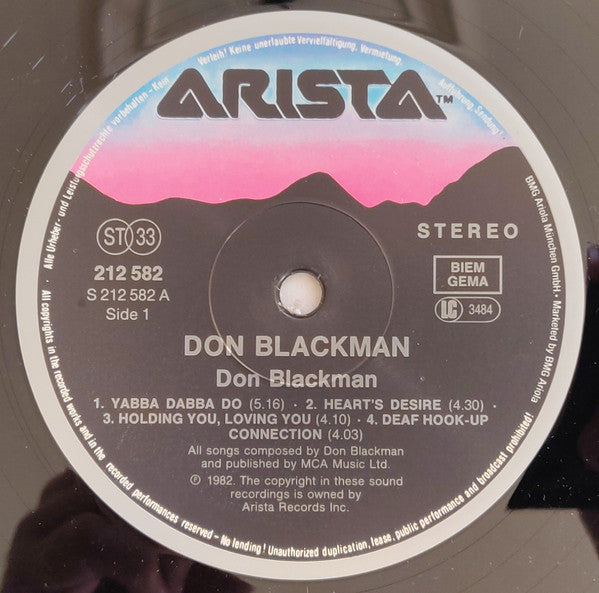 ARISTA™
STEREO
ST 33
212 582
S 212 582 A
Side 1
BIEM
GEMA
LC 3484
DON BLACKMAN
Don Blackman
1. YABBA DABBA DO (5.16) · 2. HEART'S DESIRE (4.30) ·
3. HOLDING YOU, LOVING YOU (4.10) · 4. DEAF HOOK-UP
CONNECTION (4.03)
All songs composed by Don Blackman
and published by MCA Music Ltd.
℗ 1982. The copyright in these sound
recordings is owned by
Arista Records Inc.
Alle Urheber- und Leistungsschutzrechte vorbehalten - Kein Verleih! Keine unerlaubte Vervielfältigung, Vermietung, Aufführung, Sendung!
BMG Ariola München GmbH. · Marketed by BMG Ariola
· All copyrights in the recorded works and in the recorded performances reserved – No lending! Unauthorized duplication, lease, public performance and broadcast prohibited!